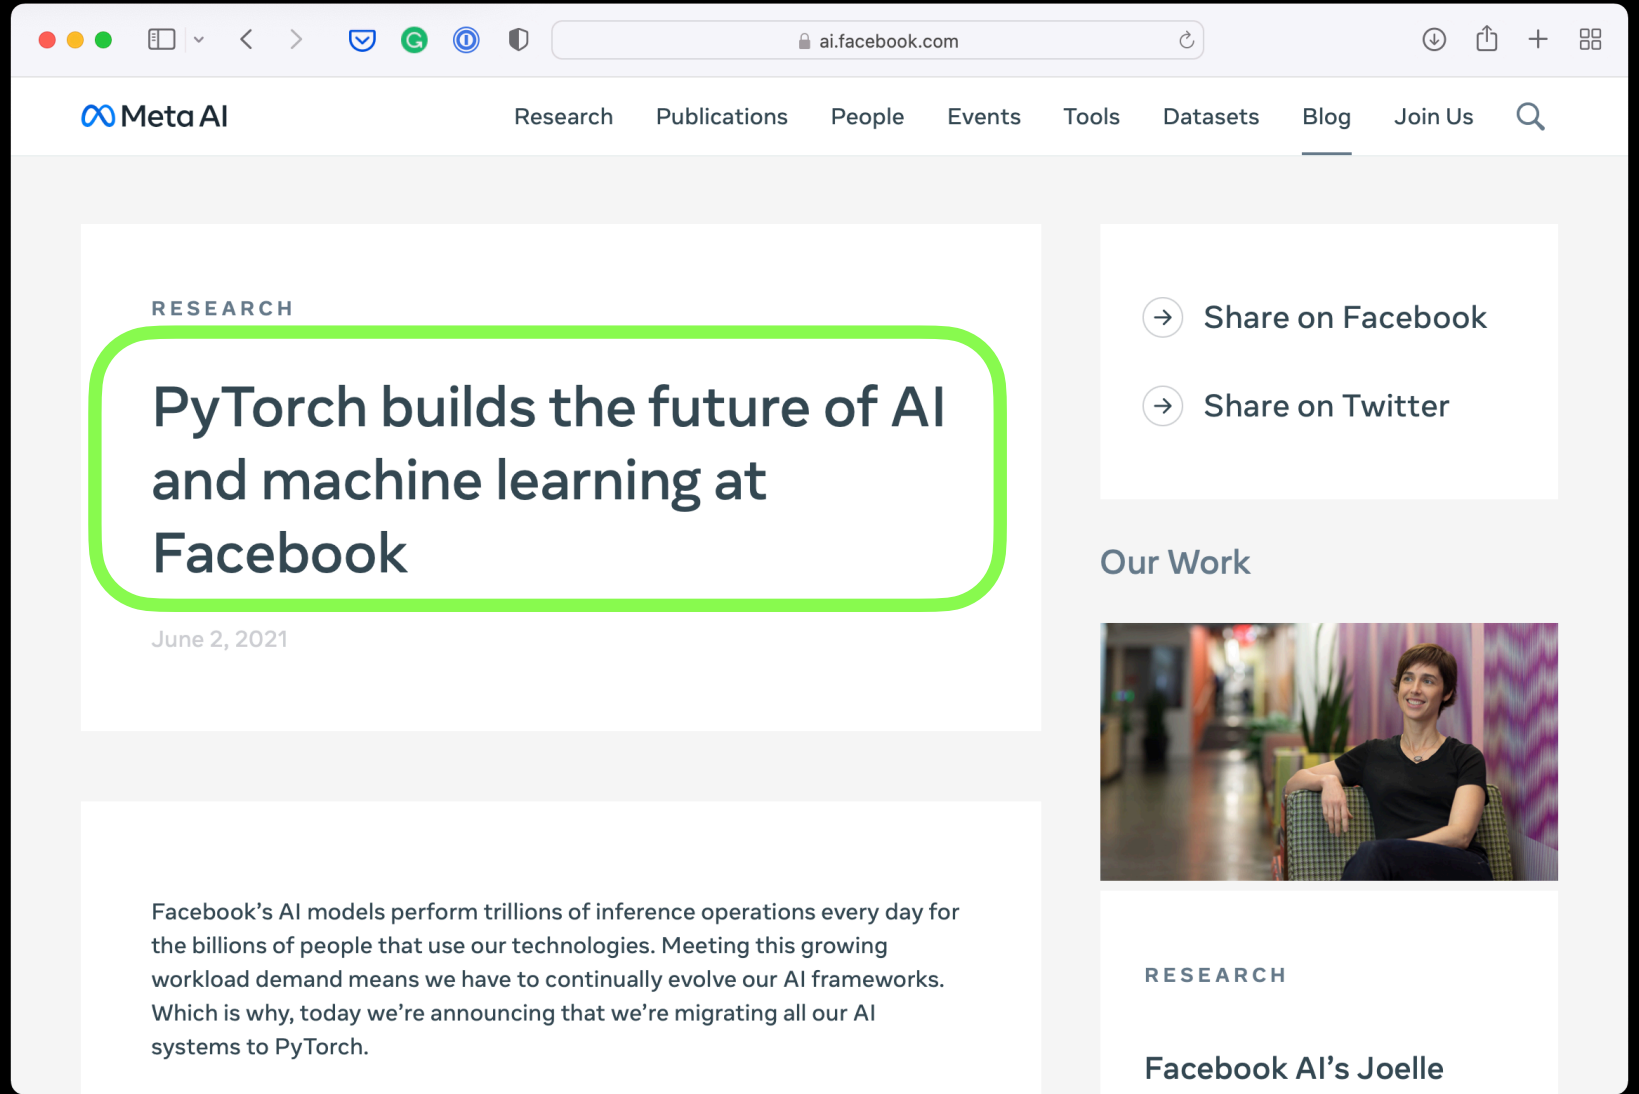 ai.facebook.com
Meta AI
Research Publications People Events Tools Datasets Blog Join Us
RESEARCH
PyTorch builds the future of AI
and machine learning at
Facebook
June 2, 2021
Facebook’s AI models perform trillions of inference operations every day for
the billions of people that use our technologies. Meeting this growing
workload demand means we have to continually evolve our AI frameworks.
Which is why, today we’re announcing that we’re migrating all our AI
systems to PyTorch.
Share on Facebook
Share on Twitter
Our Work
RESEARCH
Facebook AI’s Joelle